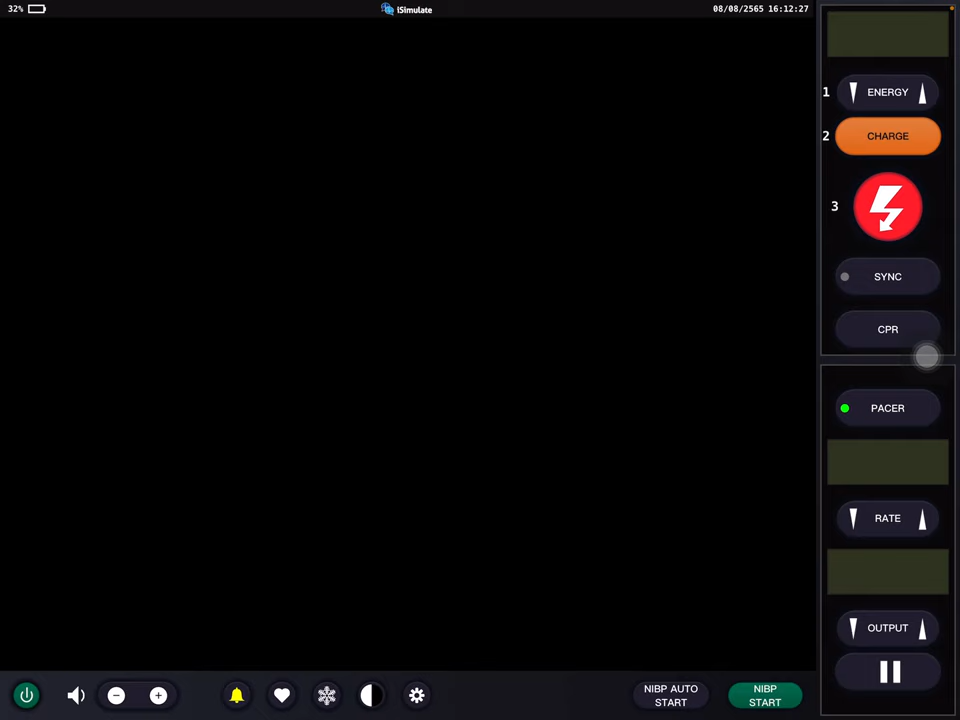 32% iSimulate 08/08/2565 16:12:27
1 ENERGY
2 CHARGE
3
SYNC
CPR
PACER
RATE
OUTPUT
NIBP AUTO
START
NIBP
START